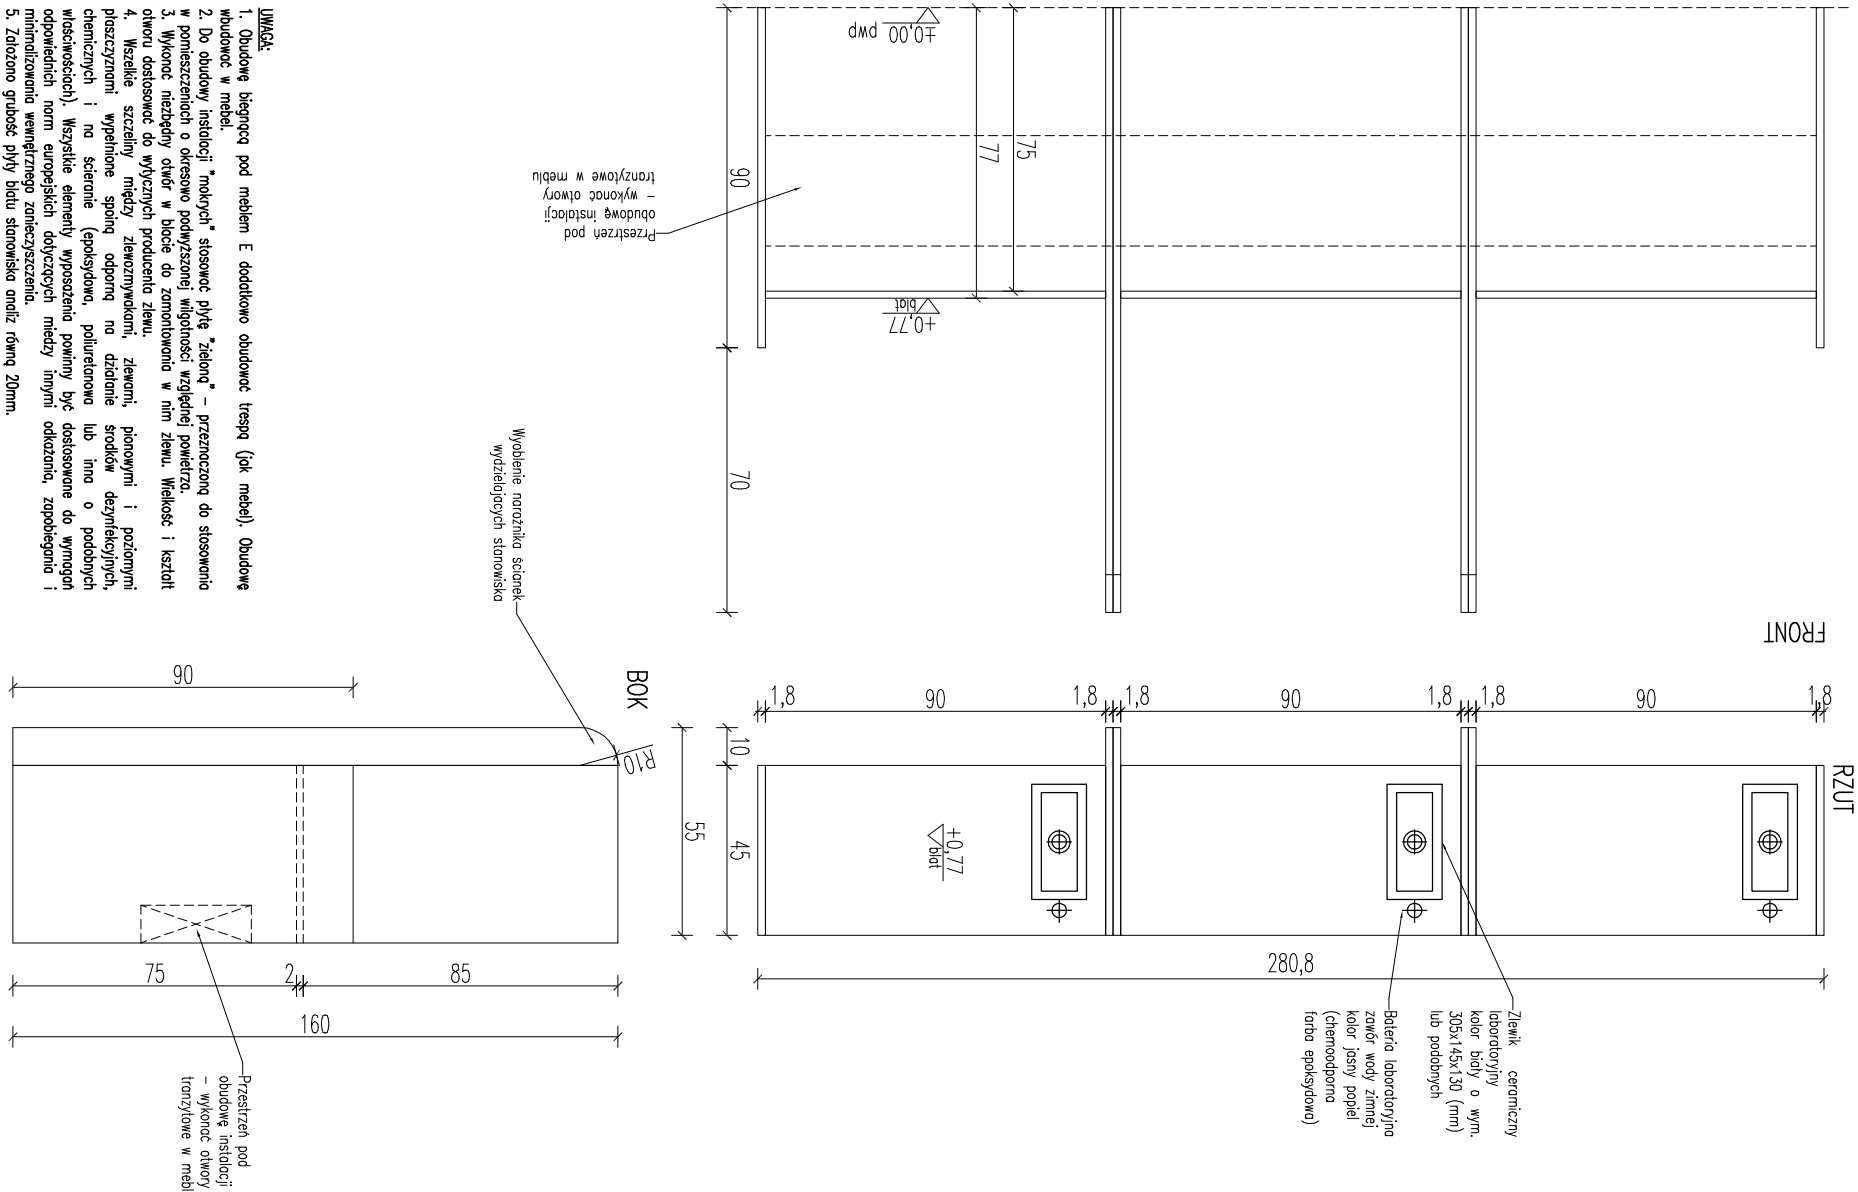 UWAGA:
1. Obudowę biegnącą pod meblem E dodatkowo obudować trespą (jak mebel). Obudowę
wbudować w mebel.
2. Do obudowy instalacji "mokrych" stosować płytę "zieloną" – przeznaczoną do stosowania
w pomieszczeniach o okresowo podwyższonej wilgotności względnej powietrza.
3. Wykonać niezbędny otwór w blacie do zamontowania w nim zlewu. Wielkość i kształt
otworu dostosować do wytycznych producenta zlewu.
4. Wszelkie szczeliny między zlewozmywakami, zlewami, pionowymi i poziomymi
płaszczyznami wypełnione spoiną odporną na działanie środków dezynfekcyjnych,
chemicznych i na ścieranie (epoksydowa, poliuretanowa lub inna o podobnych
właściwościach). Wszystkie elementy wyposażenia powinny być dostosowane do wymagań
odpowiednich norm europejskich dotyczących miedzy innymi odkażania, zapobiegania i
minimalizowania wewnętrznego zanieczyszczenia.
5. Założono grubość płyty blatu stanowiska analiz równą 20mm.
FRONT
±0,00 pwp
90
70
75
77
+0,77
blat
Przestrzeń pod
obudowę instalacji
– wykonać otwory
tranzytowe w meblu
RZUT
1,8
90
1,8
1,8
90
1,8
1,8
90
1,8
10
45
55
+0,77
blat
280,8
Zlewik ceramiczny
laboratoryjny
kolor biały o wym.
305x145x130 (mm)
lub podobnych
Bateria laboratoryjna
zawór wody zimnej
kolor jasny popiel
(chemoodporna
farba epoksydowa)
BOK
90
R10
Wyoblenie narożnika ścianek
wydzielajacych stanowiska
75
2
85
160
Przestrzeń pod
obudowę instalacji
– wykonać otwory
tranzytowe w mebl